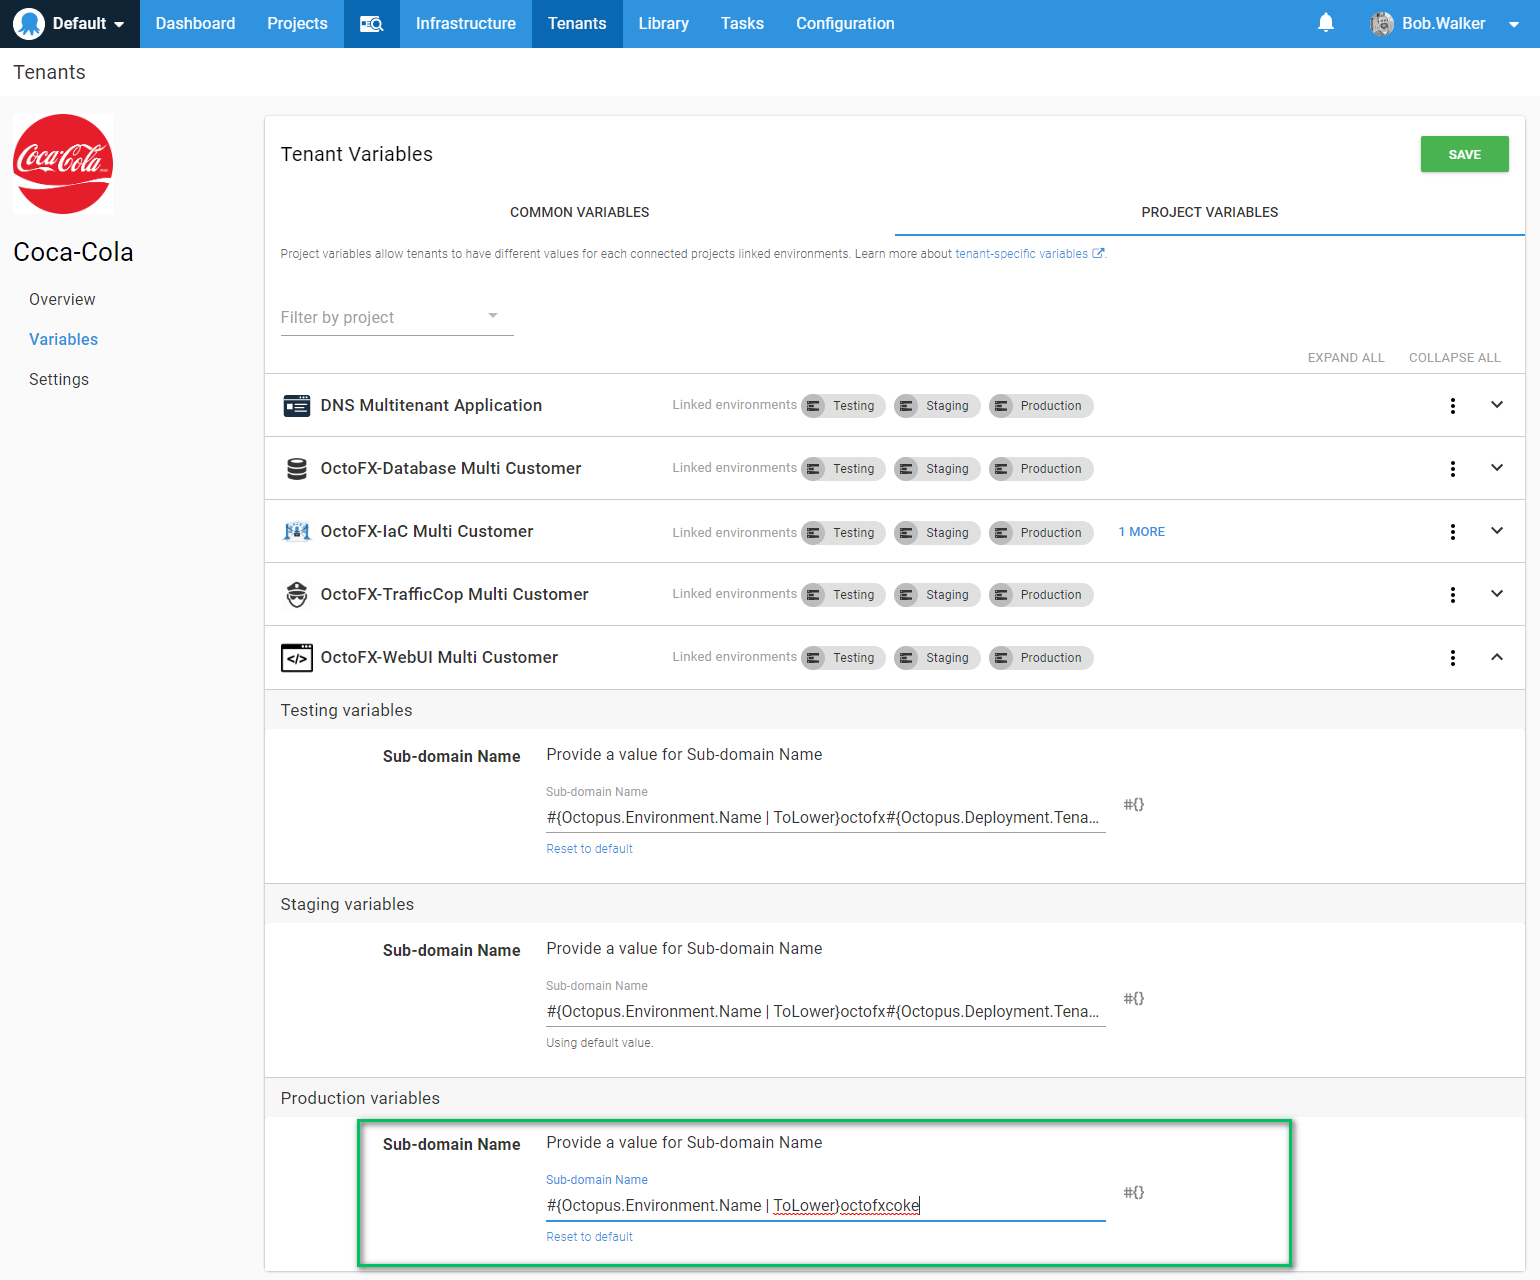 Default Dashboard Projects Infrastructure Tenants Library Tasks Configuration Bob.Walker
Tenants
Coca-Cola
Coca-Cola
Overview
Variables
Settings
Tenant Variables
SAVE
COMMON VARIABLES PROJECT VARIABLES
Project variables allow tenants to have different values for each connected projects linked environments. Learn more about tenant-specific variables.
Filter by project
EXPAND ALL COLLAPSE ALL
DNS Multitenant Application Linked environments Testing Staging Production
OctoFX-Database Multi Customer Linked environments Testing Staging Production
OctoFX-IaC Multi Customer Linked environments Testing Staging Production 1 MORE
OctoFX-TrafficCop Multi Customer Linked environments Testing Staging Production
</> OctoFX-WebUI Multi Customer Linked environments Testing Staging Production
Testing variables
Sub-domain Name Provide a value for Sub-domain Name
Sub-domain Name
#{Octopus.Environment.Name | ToLower}octofx#{Octopus.Deployment.Tena... #{}
Reset to default
Staging variables
Sub-domain Name Provide a value for Sub-domain Name
Sub-domain Name
#{Octopus.Environment.Name | ToLower}octofx#{Octopus.Deployment.Tena... #{}
Using default value.
Production variables
Sub-domain Name Provide a value for Sub-domain Name
Sub-domain Name
#{Octopus.Environment.Name | ToLower}octofxcoke #{}
Reset to default